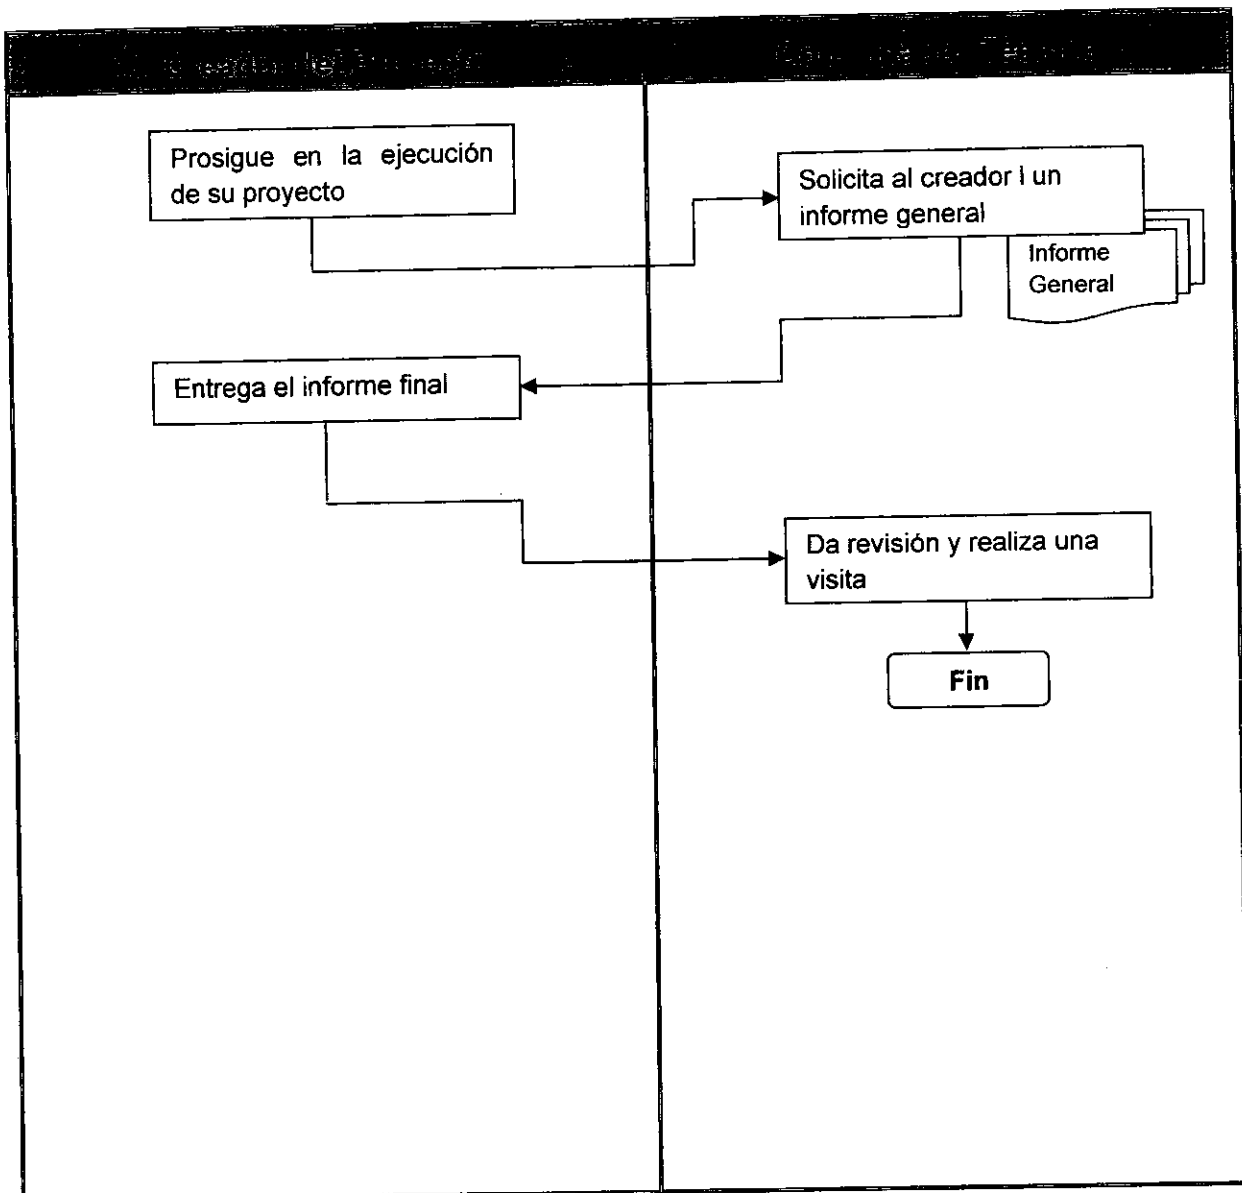 Prosigue en la ejecución
de su proyecto
Solicita al creador l un
informe general
Informe
General
Entrega el informe final
Da revisión y realiza una
visita
Fin